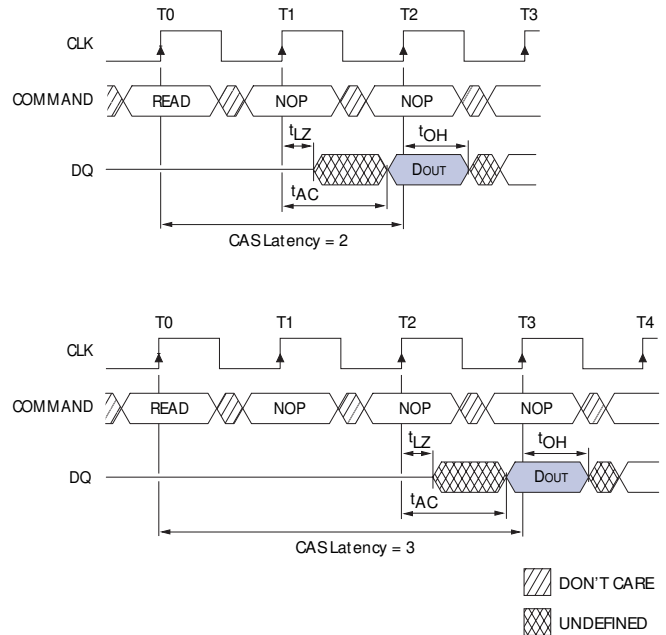 T0 T1 T2 T3
CLK
COMMAND READ NOP NOP
tLZ tOH
DQ DOUT
tAC
CAS Latency = 2
T0 T1 T2 T3 T4
CLK
COMMAND READ NOP NOP NOP
tLZ tOH
DQ DOUT
tAC
CAS Latency = 3
DON'T CARE
UNDEFINED